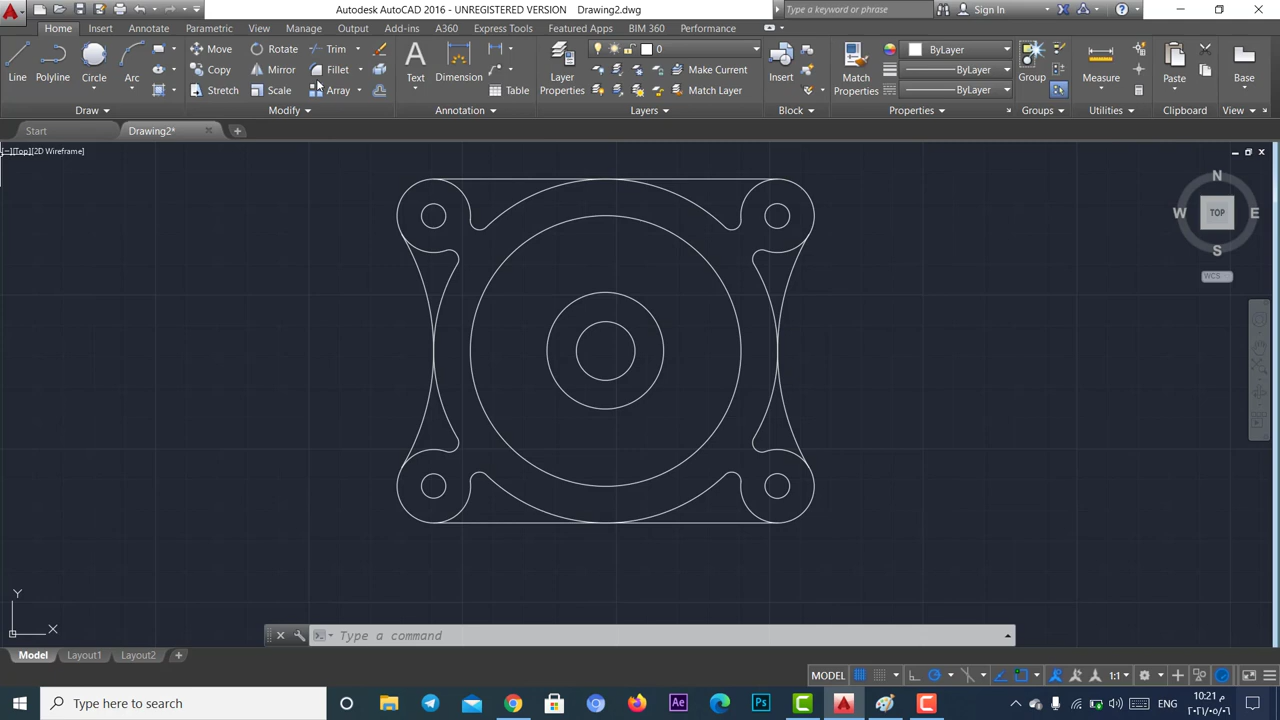 Autodesk AutoCAD 2016 - UNREGISTERED VERSION Drawing2.dwg
Type a keyword or phrase
Sign In
Home Insert Annotate Parametric View Manage Output Add-ins A360 Express Tools Featured Apps BIM 360 Performance
Line Polyline Circle Arc
Move Rotate Trim
Copy Mirror Fillet
Stretch Scale Array
Text Dimension Table
Layer Properties
0
Make Current
Match Layer
Insert
Match Properties
ByLayer
ByLayer
ByLayer
Group
Measure
Paste
Base
Draw Modify Annotation Layers Block Properties Groups Utilities Clipboard View
Start Drawing2*
[−][Top][2D Wireframe]
N
W TOP E
S
WCS
Y
X
Type a command
Model Layout1 Layout2
MODEL 1:1
Type here to search
Ae
Ps
ENG